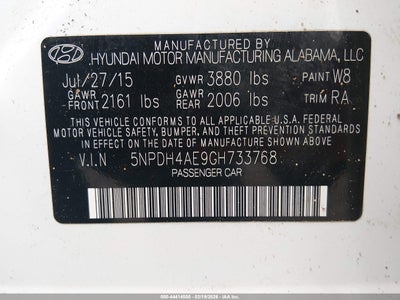 MANUFACTURED BY
HYUNDAI MOTOR MANUFACTURING ALABAMA, LLC
Jul/27/15 GVWR 3880 lbs PAINT W8
GAWR FRONT 2161 lbs GAWR REAR 2006 lbs TRIM RA
THIS VEHICLE CONFORMS TO ALL APPLICABLE U.S.A. FEDERAL
MOTOR VEHICLE SAFETY, BUMPER, AND THEFT PREVENTION
STANDARDS IN EFFECT ON THE DATE OF MANUFACTURE
SHOWN ABOVE.
V.I.N 5NPDH4AE9GH733768
PASSENGER CAR